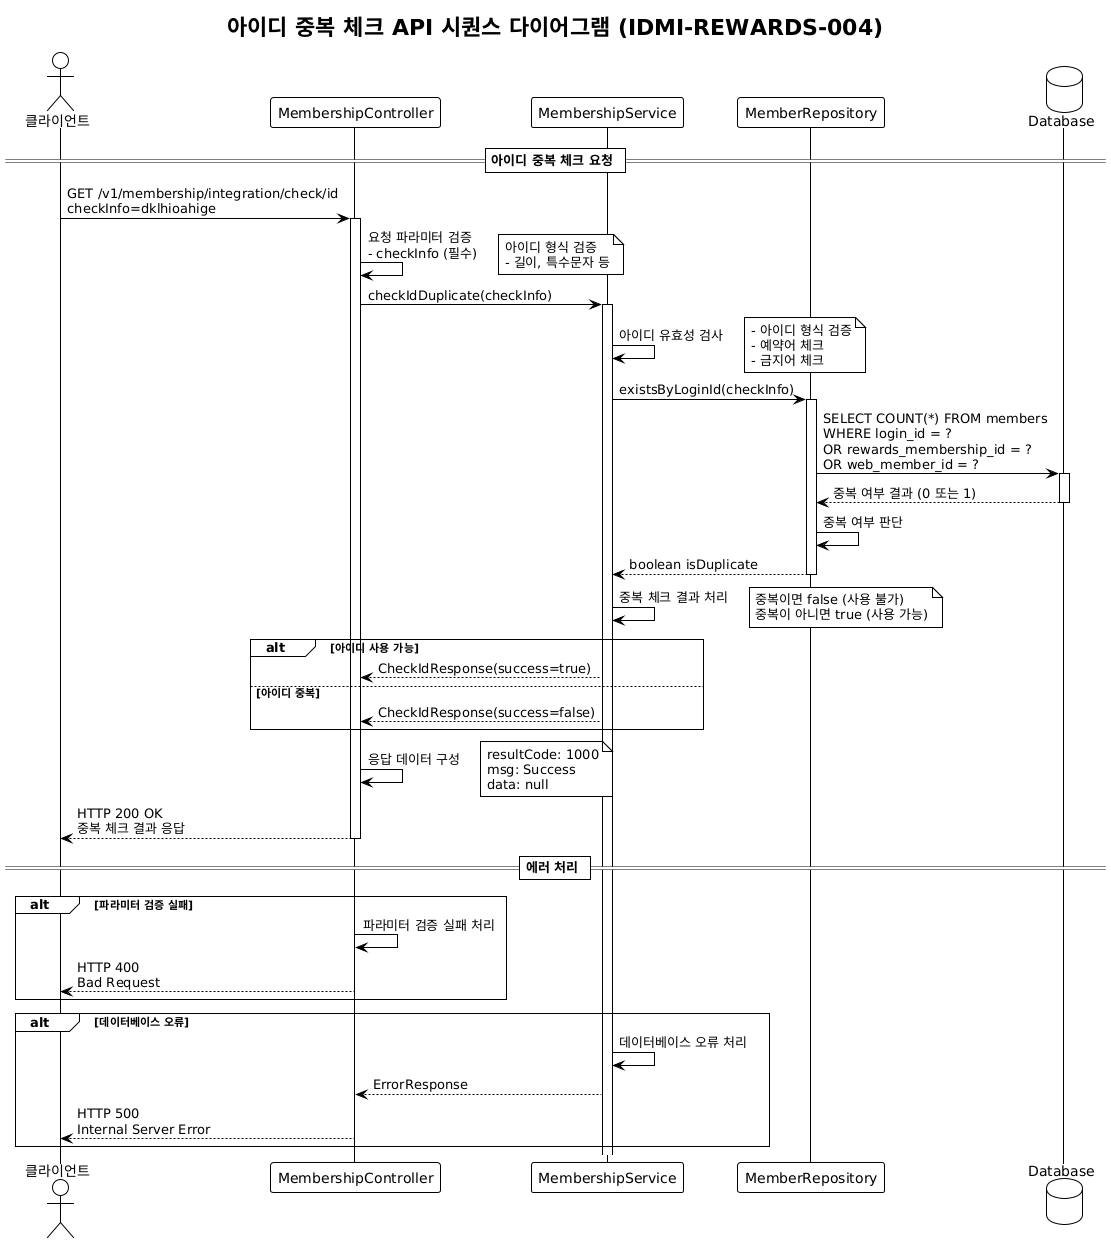 아이디 중복 체크 API 시퀀스 다이어그램 (IDMI-REWARDS-004)
클라이언트
MembershipController
MembershipService
MemberRepository
Database
아이디 중복 체크 요청
GET /v1/membership/integration/check/id
checkInfo=dklhioahige
요청 파라미터 검증
- checkInfo (필수)
아이디 형식 검증
- 길이, 특수문자 등
checkIdDuplicate(checkInfo)
아이디 유효성 검사
- 아이디 형식 검증
- 예약어 체크
- 금지어 체크
existsByLoginId(checkInfo)
SELECT COUNT(*) FROM members
WHERE login_id = ?
OR rewards_membership_id = ?
OR web_member_id = ?
중복 여부 결과 (0 또는 1)
중복 여부 판단
boolean isDuplicate
중복 체크 결과 처리
중복이면 false (사용 불가)
중복이 아니면 true (사용 가능)
alt
[아이디 사용 가능]
CheckIdResponse(success=true)
[아이디 중복]
CheckIdResponse(success=false)
응답 데이터 구성
resultCode: 1000
msg: Success
data: null
HTTP 200 OK
중복 체크 결과 응답
에러 처리
alt
[파라미터 검증 실패]
파라미터 검증 실패 처리
HTTP 400
Bad Request
alt
[데이터베이스 오류]
데이터베이스 오류 처리
ErrorResponse
HTTP 500
Internal Server Error
클라이언트
MembershipController
MembershipService
MemberRepository
Database